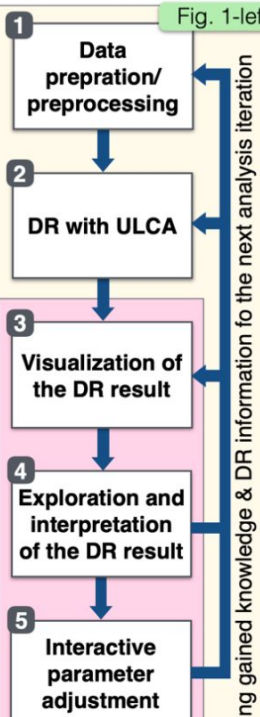 Fig. 1-lef
1
Data
prepration/
preprocessing
2
DR with ULCA
3
Visualization of
the DR result
4
Exploration and
interpretation
of the DR result
5
Interactive
parameter
adjustment
ng gained knowledge & DR information fo the next analysis iteration